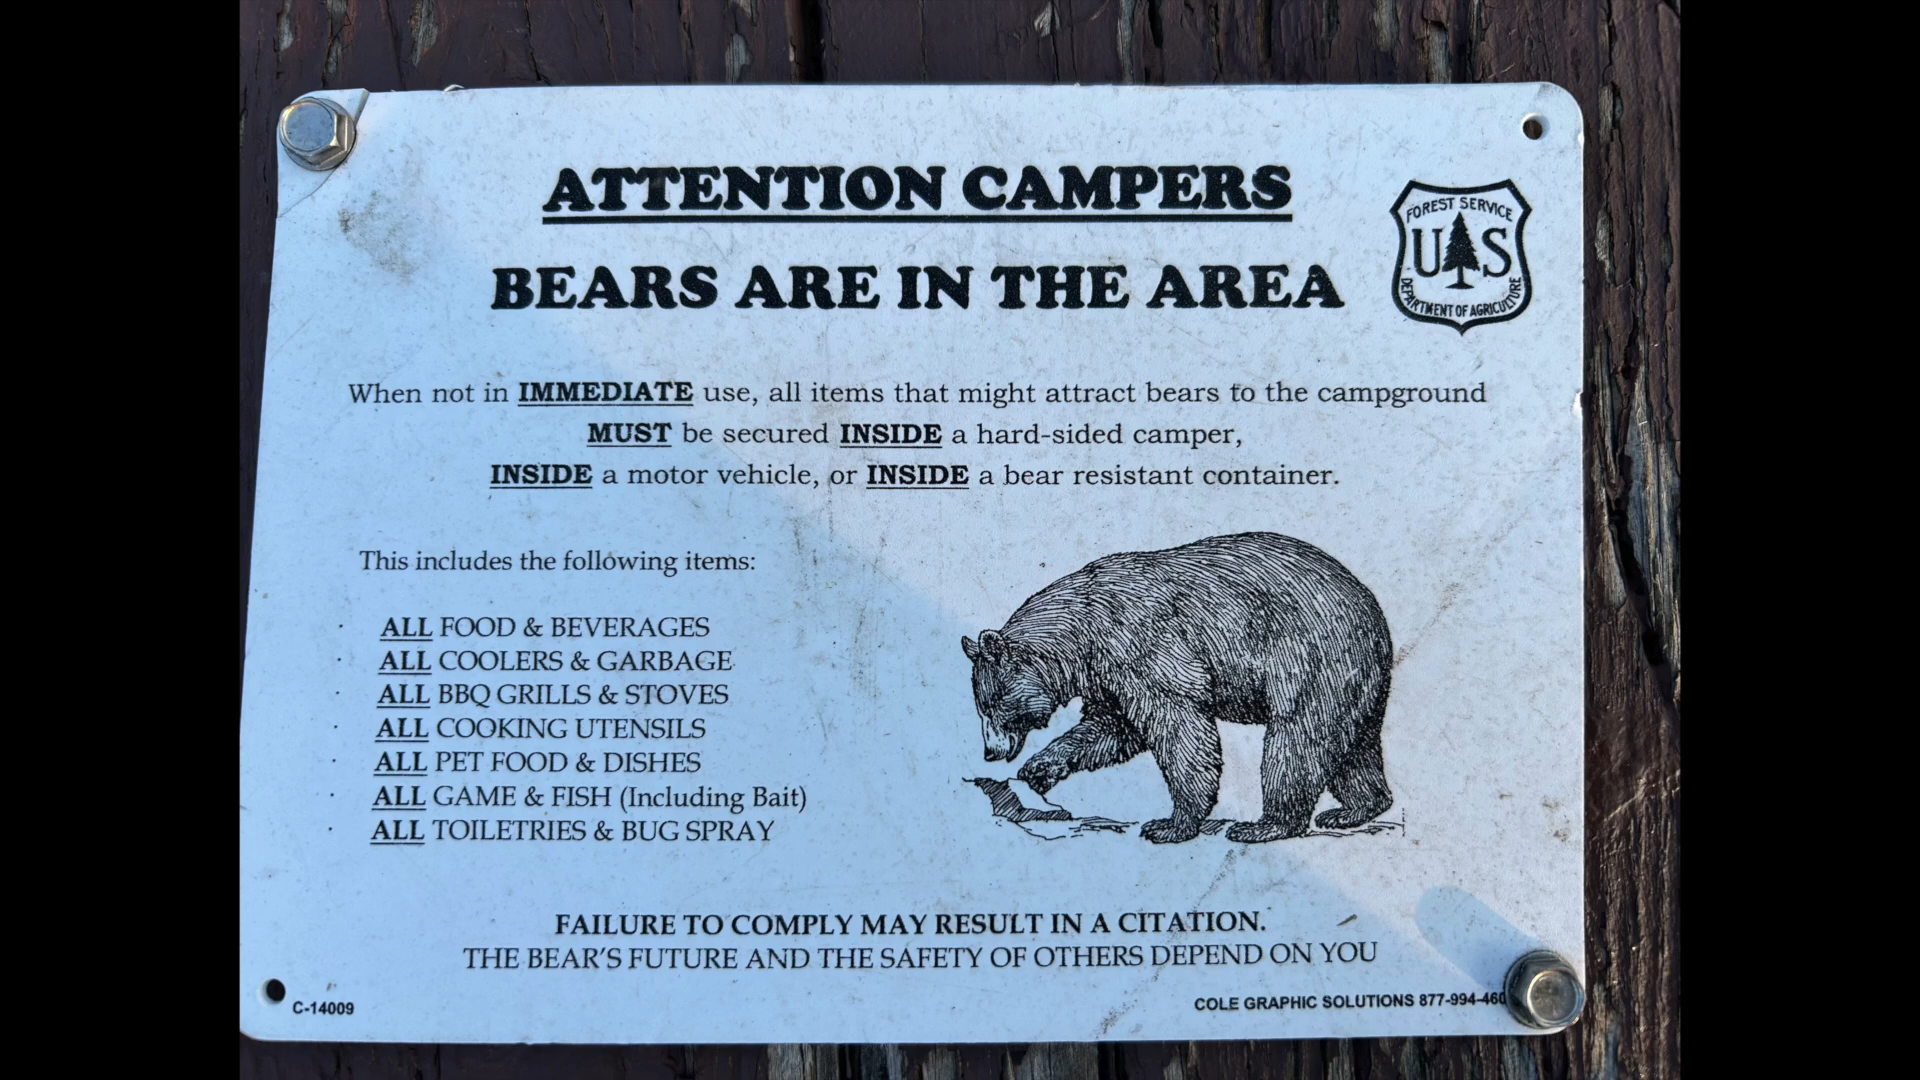 ATTENTION CAMPERS
BEARS ARE IN THE AREA
FOREST SERVICE
U S
DEPARTMENT OF AGRICULTURE
When not in IMMEDIATE use, all items that might attract bears to the campground
MUST be secured INSIDE a hard-sided camper,
INSIDE a motor vehicle, or INSIDE a bear resistant container.
This includes the following items:
· ALL FOOD & BEVERAGES
· ALL COOLERS & GARBAGE
· ALL BBQ GRILLS & STOVES
· ALL COOKING UTENSILS
· ALL PET FOOD & DISHES
· ALL GAME & FISH (Including Bait)
· ALL TOILETRIES & BUG SPRAY
FAILURE TO COMPLY MAY RESULT IN A CITATION.
THE BEAR'S FUTURE AND THE SAFETY OF OTHERS DEPEND ON YOU
C-14009
COLE GRAPHIC SOLUTIONS 877-994-460